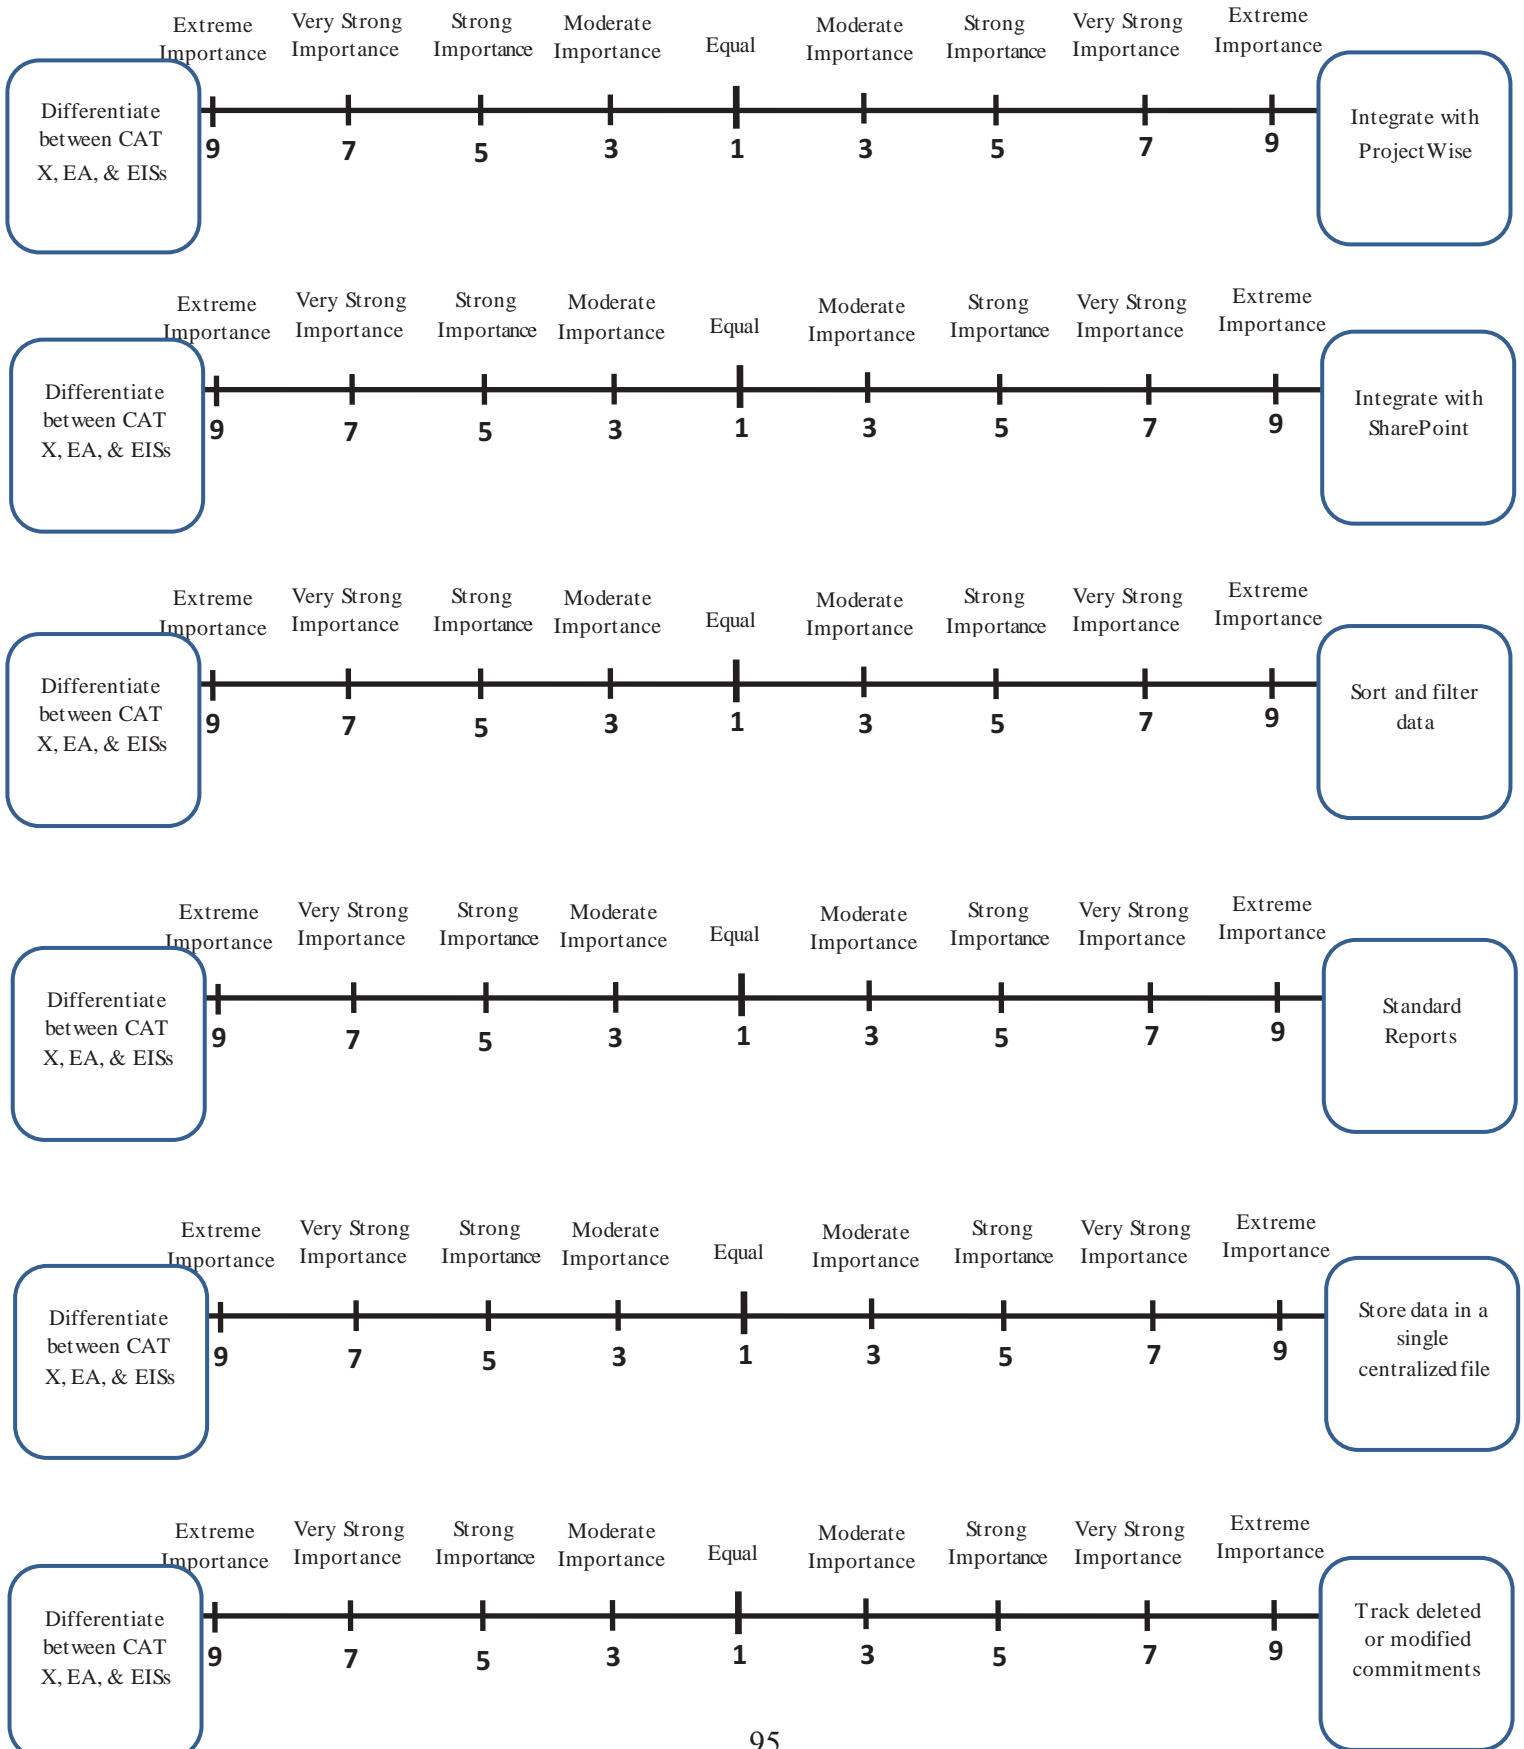 Extreme Importance
Very Strong Importance
Strong Importance
Moderate Importance
Equal
Moderate Importance
Strong Importance
Very Strong Importance
Extreme Importance
Differentiate
between CAT
X, EA, & EISs
9 7 5 3 1 3 5 7 9
Integrate with
ProjectWise
Extreme Importance
Very Strong Importance
Strong Importance
Moderate Importance
Equal
Moderate Importance
Strong Importance
Very Strong Importance
Extreme Importance
Differentiate
between CAT
X, EA, & EISs
9 7 5 3 1 3 5 7 9
Integrate with
SharePoint
Extreme Importance
Very Strong Importance
Strong Importance
Moderate Importance
Equal
Moderate Importance
Strong Importance
Very Strong Importance
Extreme Importance
Differentiate
between CAT
X, EA, & EISs
9 7 5 3 1 3 5 7 9
Sort and filter
data
Extreme Importance
Very Strong Importance
Strong Importance
Moderate Importance
Equal
Moderate Importance
Strong Importance
Very Strong Importance
Extreme Importance
Differentiate
between CAT
X, EA, & EISs
9 7 5 3 1 3 5 7 9
Standard
Reports
Extreme Importance
Very Strong Importance
Strong Importance
Moderate Importance
Equal
Moderate Importance
Strong Importance
Very Strong Importance
Extreme Importance
Differentiate
between CAT
X, EA, & EISs
9 7 5 3 1 3 5 7 9
Store data in a
single
centralized file
Extreme Importance
Very Strong Importance
Strong Importance
Moderate Importance
Equal
Moderate Importance
Strong Importance
Very Strong Importance
Extreme Importance
Differentiate
between CAT
X, EA, & EISs
9 7 5 3 1 3 5 7 9
Track deleted
or modified
commitments
95